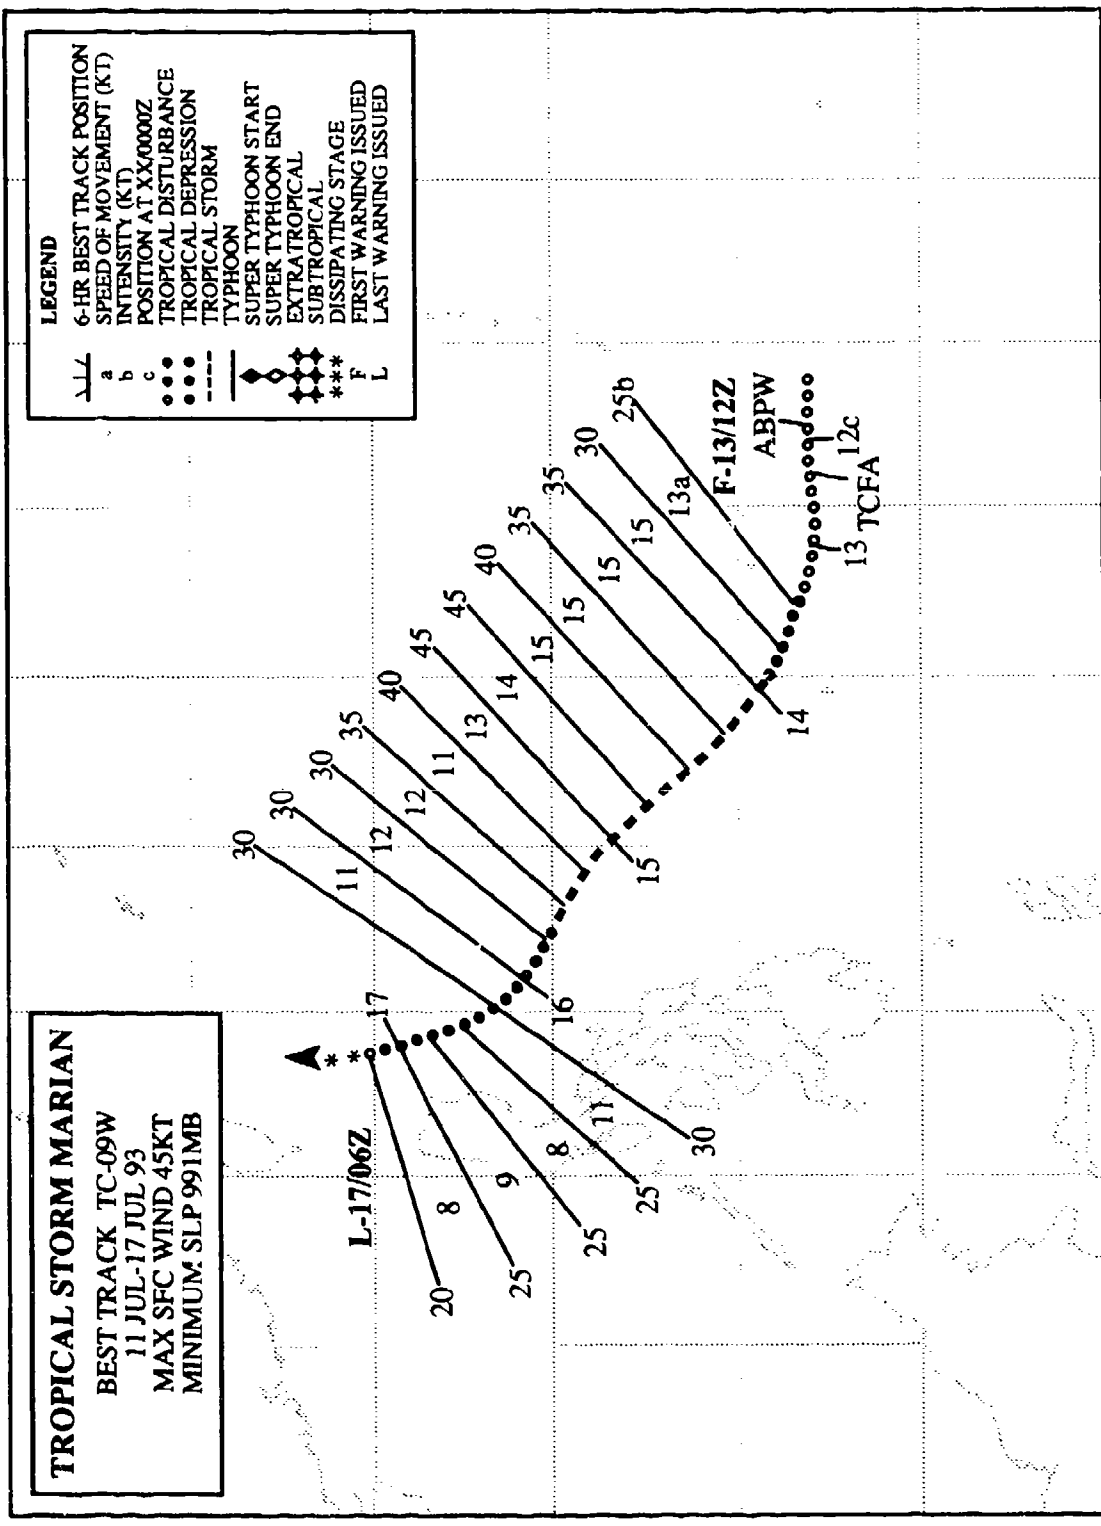 TROPICAL STORM MARIAN
BEST TRACK TC-09W
11 JUL-17 JUL 93
MAX SFC WIND 45KT
MINIMUM SLP 991MB
LEGEND
6-HR BEST TRACK POSITION
a SPEED OF MOVEMENT (KT)
b INTENSITY (KT)
c POSITION AT XX/0000Z
TROPICAL DISTURBANCE
TROPICAL DEPRESSION
TROPICAL STORM
TYPHOON
SUPER TYPHOON START
SUPER TYPHOON END
EXTRATROPICAL
SUBTROPICAL
*** DISSIPATING STAGE
F FIRST WARNING ISSUED
L LAST WARNING ISSUED
30
30
30
35
40
45
45
40
35
35
30
25b
11
12
12
11
13
14
15
15
15
15
13a
L-17/06Z
* *
17
16
15
14
F-13/12Z
ABPW
12c
TCFA
13
20
8
25
9
25
8
25
11
30